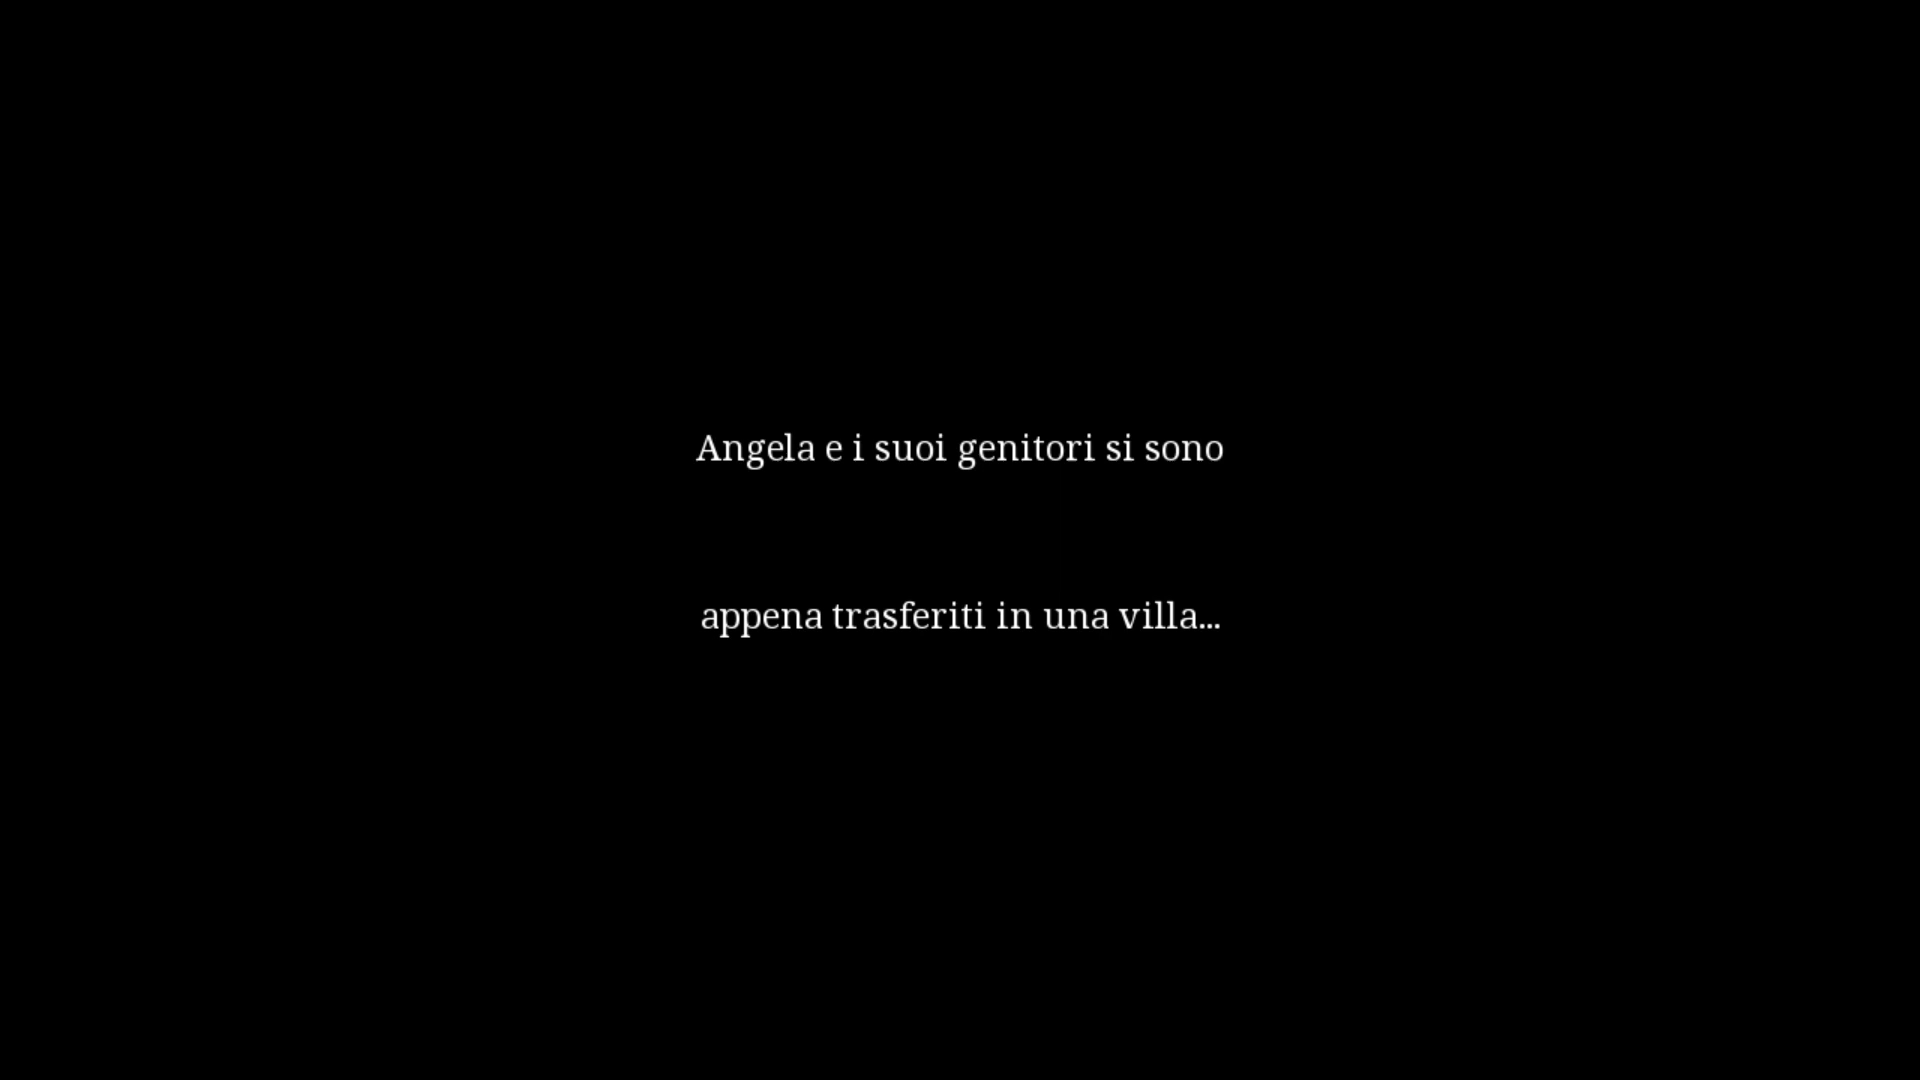 Angela e i suoi genitori si sono
appena trasferiti in una villa...